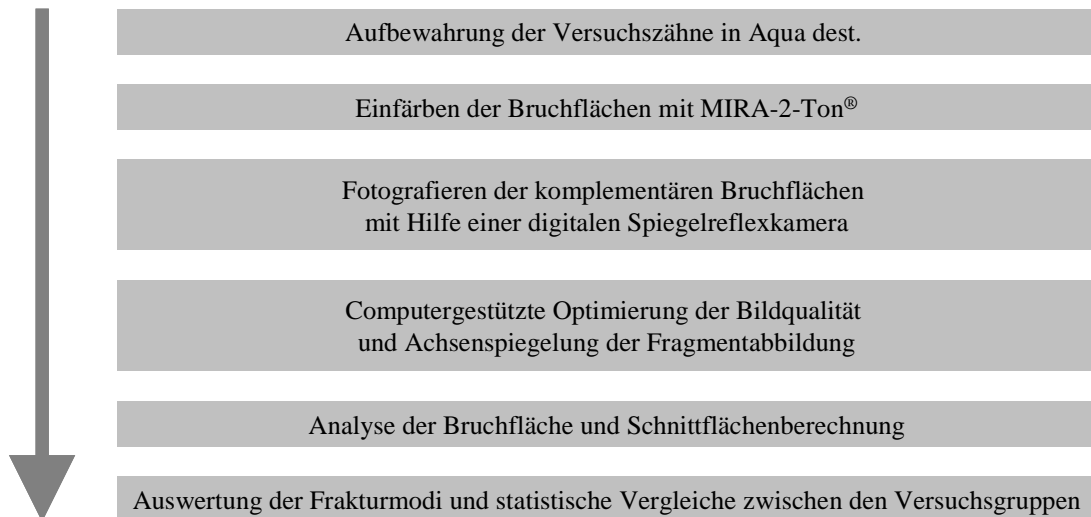 Aufbewahrung der Versuchszähne in Aqua dest.
Einfärben der Bruchflächen mit MIRA-2-Ton®
Fotografieren der komplementären Bruchflächen
mit Hilfe einer digitalen Spiegelreflexkamera
Computergestützte Optimierung der Bildqualität
und Achsenspiegelung der Fragmentabbildung
Analyse der Bruchfläche und Schnittflächenberechnung
Auswertung der Frakturmodi und statistische Vergleiche zwischen den Versuchsgruppen